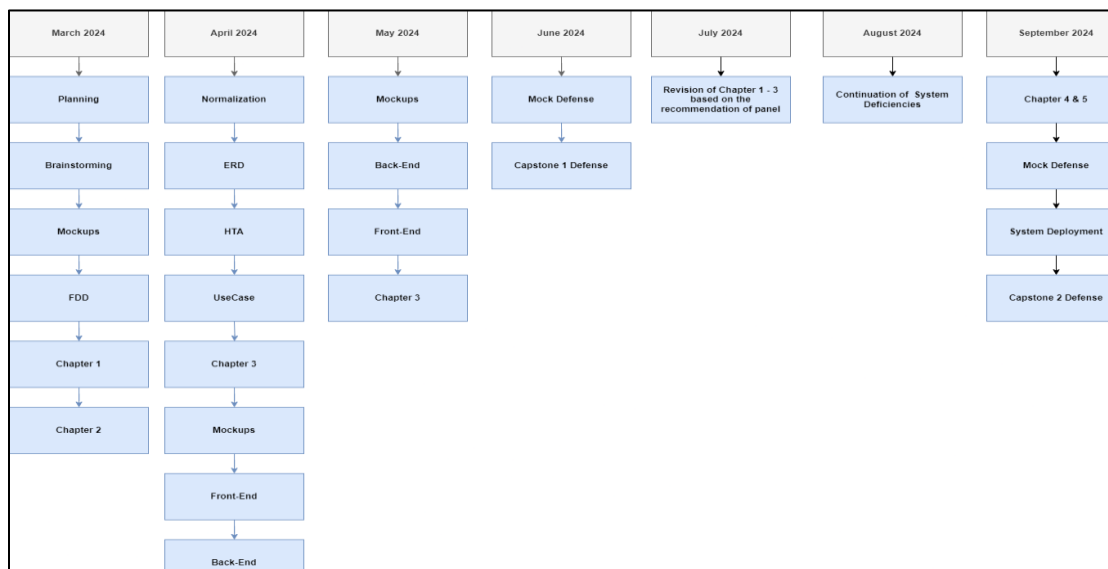 March 2024
Planning
Brainstorming
Mockups
FDD
Chapter 1
Chapter 2
April 2024
Normalization
ERD
HTA
UseCase
Chapter 3
Mockups
Front-End
Back-End
May 2024
Mockups
Back-End
Front-End
Chapter 3
June 2024
Mock Defense
Capstone 1 Defense
July 2024
Revision of Chapter 1 - 3
based on the
recommendation of panel
August 2024
Continuation of System
Deficiencies
September 2024
Chapter 4 & 5
Mock Defense
System Deployment
Capstone 2 Defense